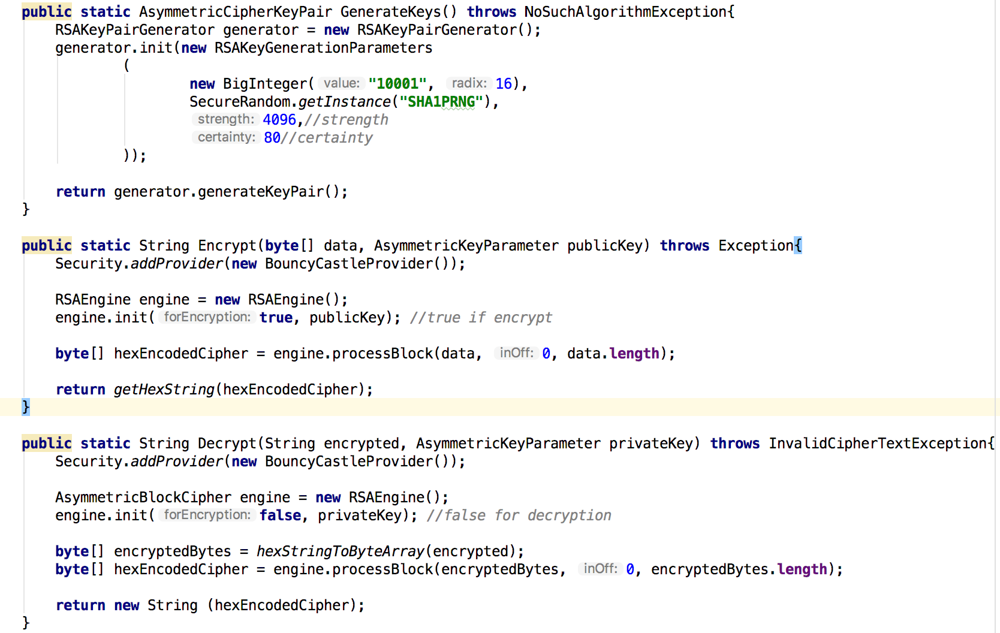 public static AsymmetricCipherKeyPair GenerateKeys() throws NoSuchAlgorithmException{
RSAKeyPairGenerator generator = new RSAKeyPairGenerator();
generator.init(new RSAKeyGenerationParameters
(
new BigInteger( value: "10001", radix: 16),
SecureRandom.getInstance("SHA1PRNG"),
strength: 4096,//strength
certainty: 80//certainty
));
return generator.generateKeyPair();
}
public static String Encrypt(byte[] data, AsymmetricKeyParameter publicKey) throws Exception{
Security.addProvider(new BouncyCastleProvider());
RSAEngine engine = new RSAEngine();
engine.init( forEncryption: true, publicKey); //true if encrypt
byte[] hexEncodedCipher = engine.processBlock(data, inOff: 0, data.length);
return getHexString(hexEncodedCipher);
}
public static String Decrypt(String encrypted, AsymmetricKeyParameter privateKey) throws InvalidCipherTextException{
Security.addProvider(new BouncyCastleProvider());
AsymmetricBlockCipher engine = new RSAEngine();
engine.init( forEncryption: false, privateKey); //false for decryption
byte[] encryptedBytes = hexStringToByteArray(encrypted);
byte[] hexEncodedCipher = engine.processBlock(encryptedBytes, inOff: 0, encryptedBytes.length);
return new String (hexEncodedCipher);
}